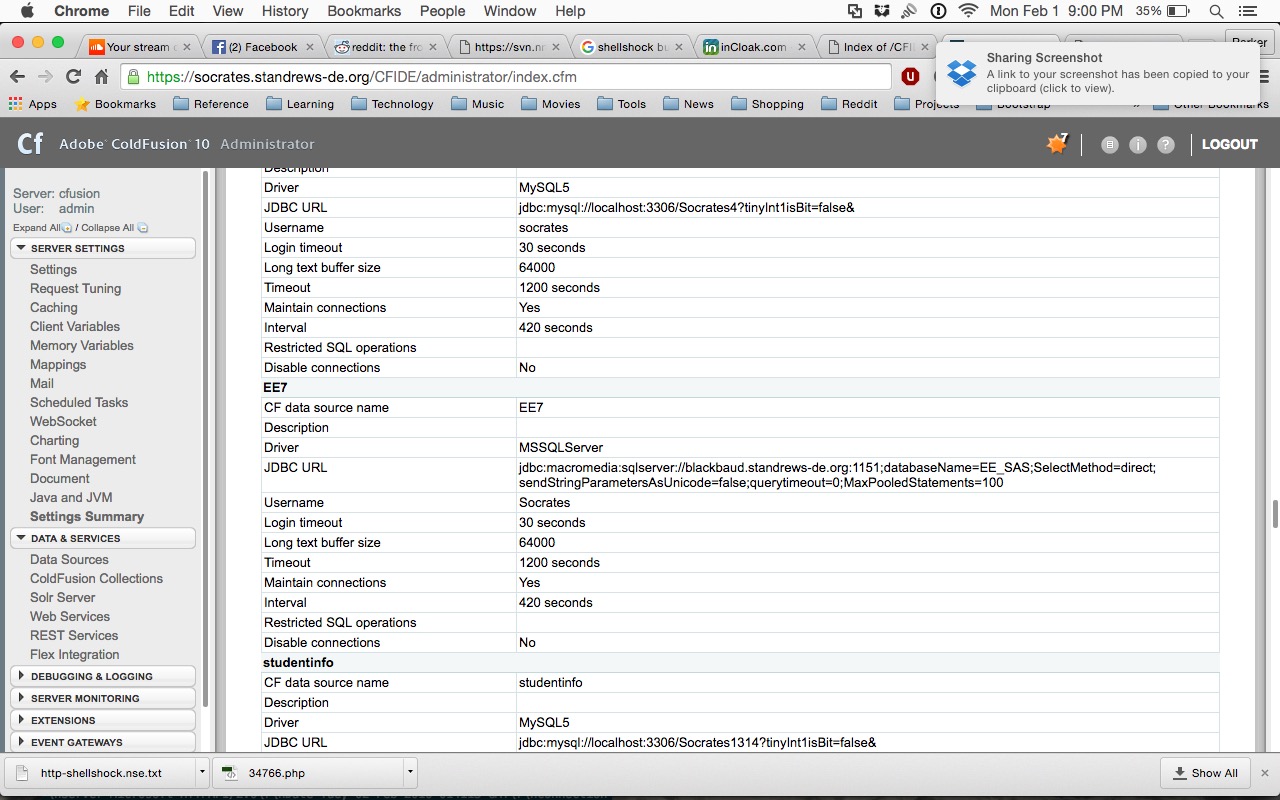 Chrome File Edit View History Bookmarks People Window Help Mon Feb 1 9:00 PM 35%
Your stream (2) Facebook reddit: the fro https://svn.n shellshock bu inCloak.com Index of /CFI Parker
https://socrates.standrews-de.org/CFIDE/administrator/index.cfm
Sharing Screenshot
A link to your screenshot has been copied to your
clipboard (click to view).
Apps Bookmarks Reference Learning Technology Music Movies Tools News Shopping Reddit Projects Bootstrap » Other Bookmarks
Cf Adobe ColdFusion 10 Administrator 7 LOGOUT
Server: cfusion
User: admin
Expand All / Collapse All
SERVER SETTINGS
Settings
Request Tuning
Caching
Client Variables
Memory Variables
Mappings
Mail
Scheduled Tasks
WebSocket
Charting
Font Management
Document
Java and JVM
Settings Summary
DATA & SERVICES
Data Sources
ColdFusion Collections
Solr Server
Web Services
REST Services
Flex Integration
DEBUGGING & LOGGING
SERVER MONITORING
EXTENSIONS
EVENT GATEWAYS
Description
Driver MySQL5
JDBC URL jdbc:mysql://localhost:3306/Socrates4?tinyInt1isBit=false&
Username socrates
Login timeout 30 seconds
Long text buffer size 64000
Timeout 1200 seconds
Maintain connections Yes
Interval 420 seconds
Restricted SQL operations
Disable connections No
EE7
CF data source name EE7
Description
Driver MSSQLServer
JDBC URL jdbc:macromedia:sqlserver://blackbaud.standrews-de.org:1151;databaseName=EE_SAS;SelectMethod=direct;
sendStringParametersAsUnicode=false;querytimeout=0;MaxPooledStatements=100
Username Socrates
Login timeout 30 seconds
Long text buffer size 64000
Timeout 1200 seconds
Maintain connections Yes
Interval 420 seconds
Restricted SQL operations
Disable connections No
studentinfo
CF data source name studentinfo
Description
Driver MySQL5
JDBC URL jdbc:mysql://localhost:3306/Socrates1314?tinyInt1isBit=false&
http-shellshock.nse.txt 34766.php Show All